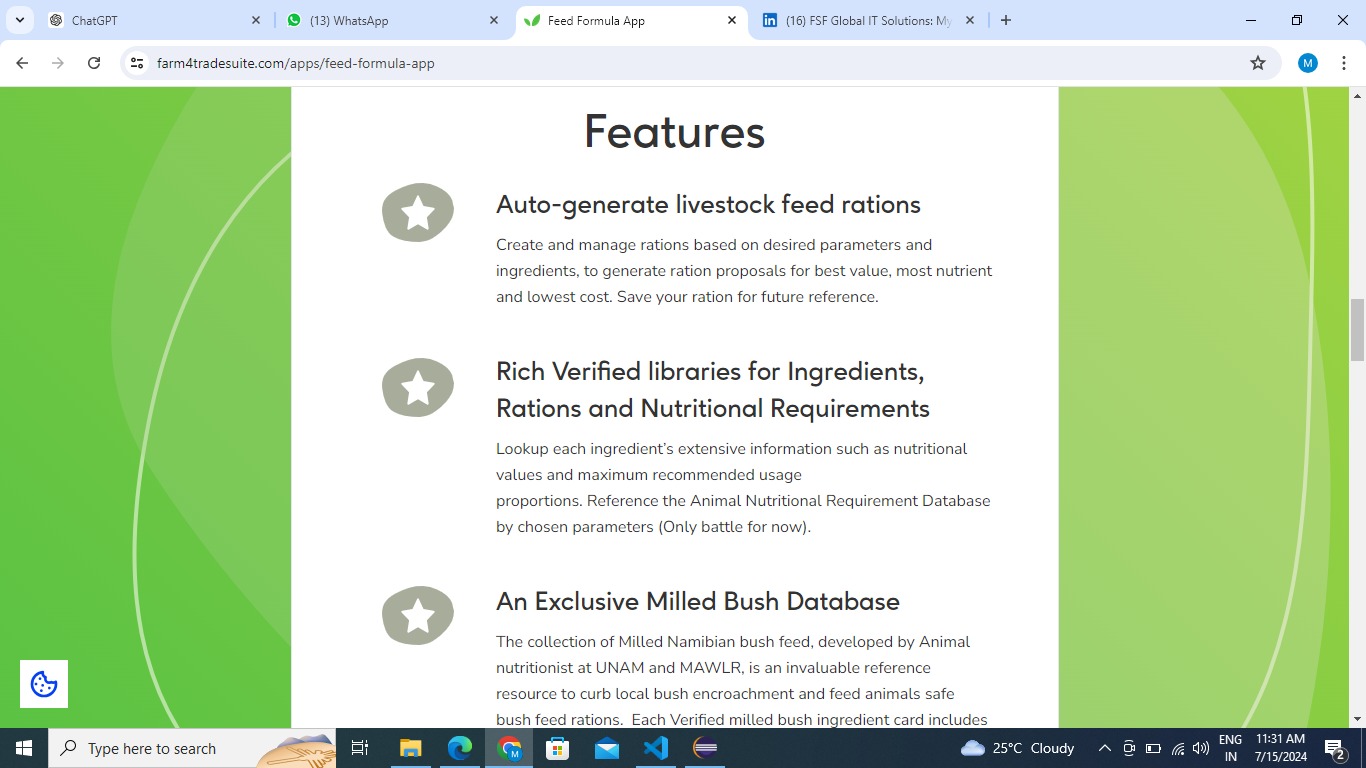 ChatGPT
(13) WhatsApp
Feed Formula App
(16) FSF Global IT Solutions: My
farm4tradesuite.com/apps/feed-formula-app
M
Features
Auto-generate livestock feed rations
Create and manage rations based on desired parameters and
ingredients, to generate ration proposals for best value, most nutrient
and lowest cost. Save your ration for future reference.
Rich Verified libraries for Ingredients,
Rations and Nutritional Requirements
Lookup each ingredient’s extensive information such as nutritional
values and maximum recommended usage
proportions. Reference the Animal Nutritional Requirement Database
by chosen parameters (Only battle for now).
An Exclusive Milled Bush Database
The collection of Milled Namibian bush feed, developed by Animal
nutritionist at UNAM and MAWLR, is an invaluable reference
resource to curb local bush encroachment and feed animals safe
bush feed rations. Each Verified milled bush ingredient card includes
Type here to search
M
25°C Cloudy
ENG
IN
11:31 AM
7/15/2024
2